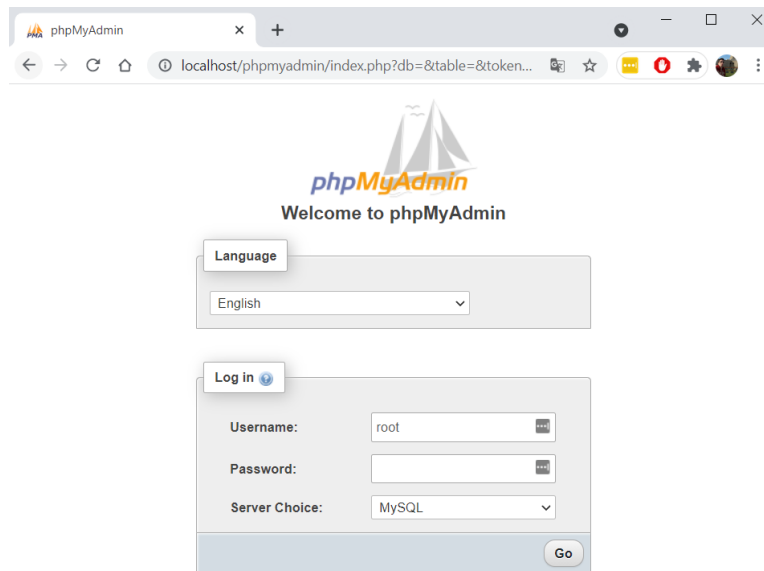 PMA phpMyAdmin
localhost/phpmyadmin/index.php?db=&table=&token...
phpMyAdmin
Welcome to phpMyAdmin
Language
English
Log in
Username:
root
Password:
Server Choice:
MySQL
Go